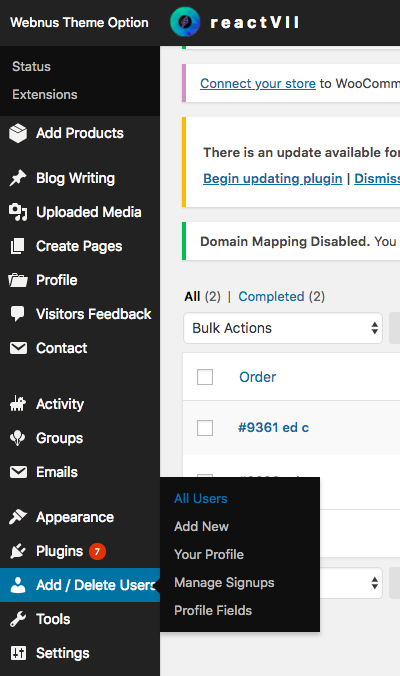 Webnus Theme Option
reactVII
Status
Extensions
Add Products
Blog Writing
Uploaded Media
Create Pages
Profile
Visitors Feedback
Contact
Activity
Groups
Emails
Appearance
Plugins 7
Add / Delete Users
Tools
Settings
All Users
Add New
Your Profile
Manage Signups
Profile Fields
Connect your store to WooComm
There is an update available for
Begin updating plugin | Dismiss
Domain Mapping Disabled. You
All (2) | Completed (2)
Bulk Actions
Order
#9361 ed c